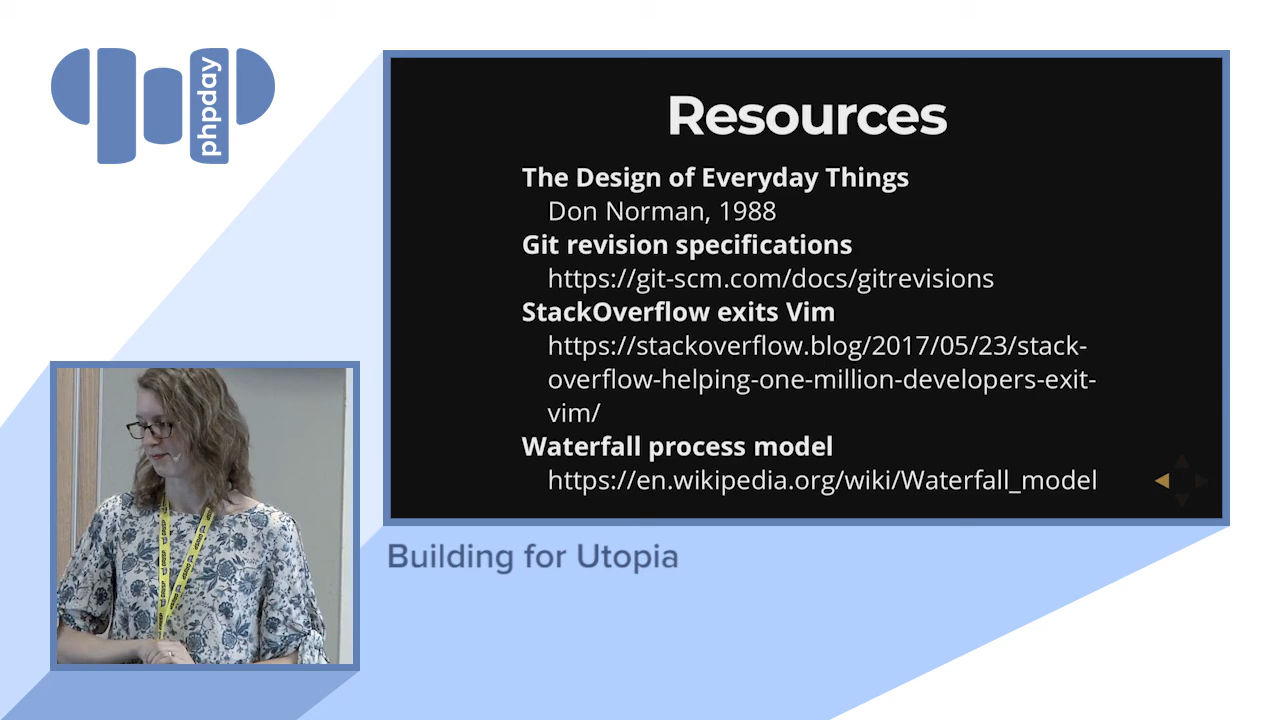 phpday
Resources
The Design of Everyday Things
Don Norman, 1988
Git revision specifications
https://git-scm.com/docs/gitrevisions
StackOverflow exits Vim
https://stackoverflow.blog/2017/05/23/stack-
overflow-helping-one-million-developers-exit-
vim/
Waterfall process model
https://en.wikipedia.org/wiki/Waterfall_model
Building for Utopia